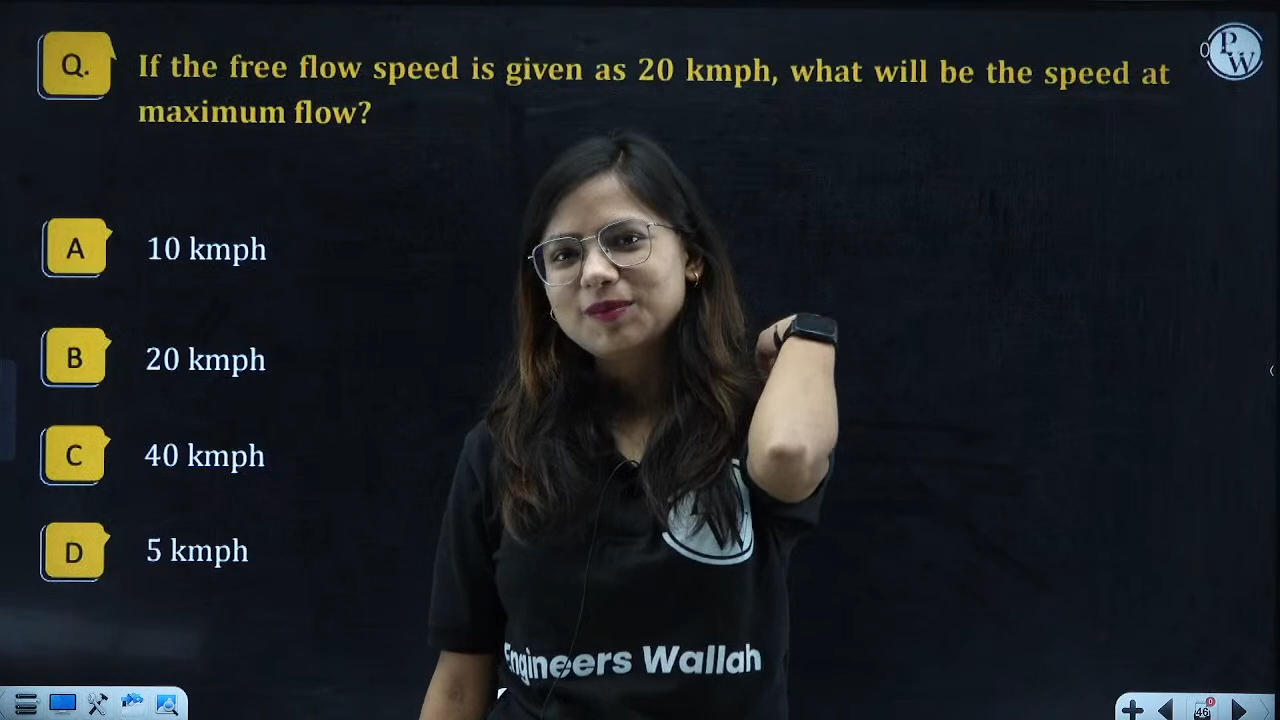 Q.
If the free flow speed is given as 20 kmph, what will be the speed at
maximum flow?
PW
A
10 kmph
B
20 kmph
C
40 kmph
D
5 kmph
Engineers Wallah
46